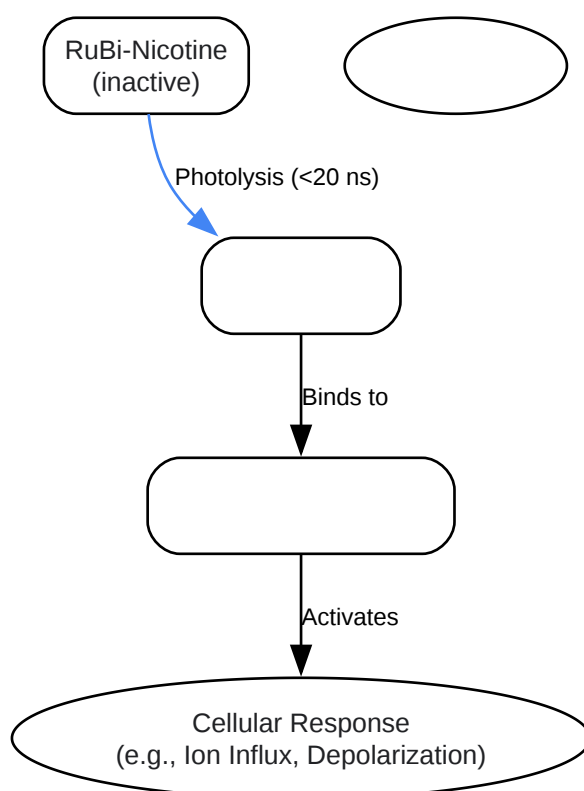 RuBi-Nicotine
(inactive)
Photolysis (<20 ns)
Binds to
Activates
Cellular Response
(e.g., Ion Influx, Depolarization)